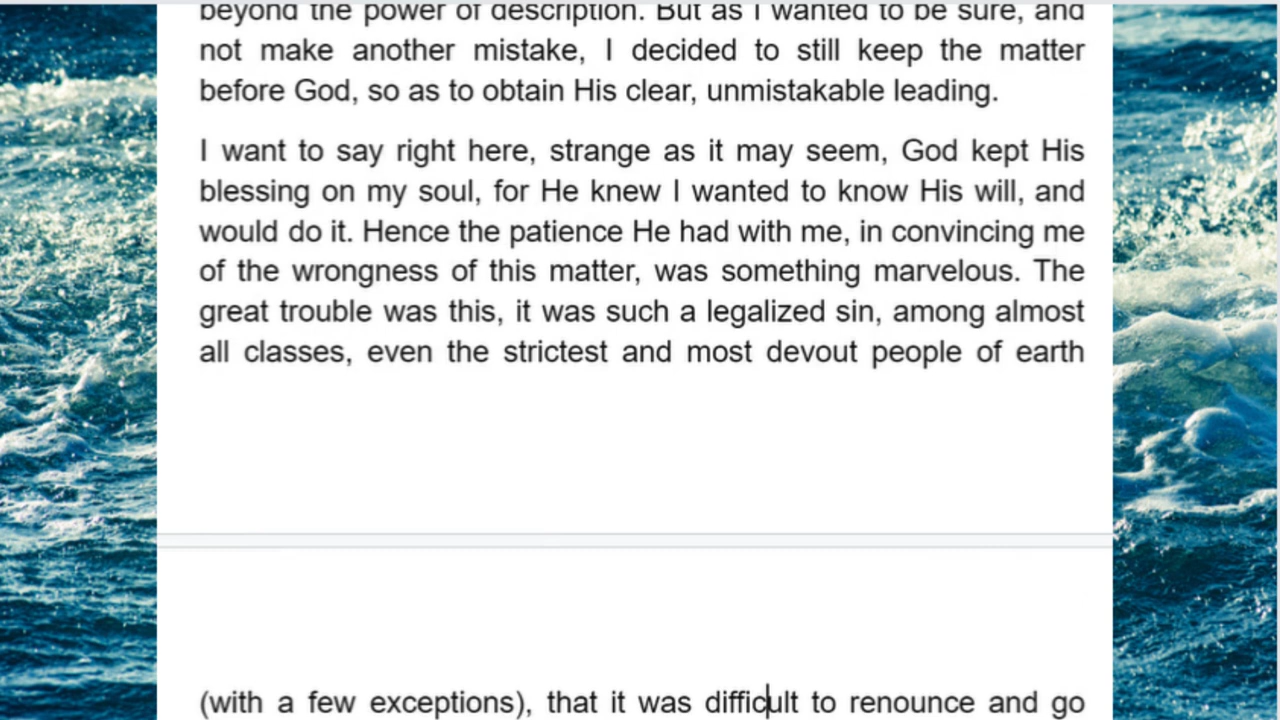 beyond the power of description. But as I wanted to be sure, and
not make another mistake, I decided to still keep the matter
before God, so as to obtain His clear, unmistakable leading.
I want to say right here, strange as it may seem, God kept His
blessing on my soul, for He knew I wanted to know His will, and
would do it. Hence the patience He had with me, in convincing me
of the wrongness of this matter, was something marvelous. The
great trouble was this, it was such a legalized sin, among almost
all classes, even the strictest and most devout people of earth
(with a few exceptions), that it was difficult to renounce and go